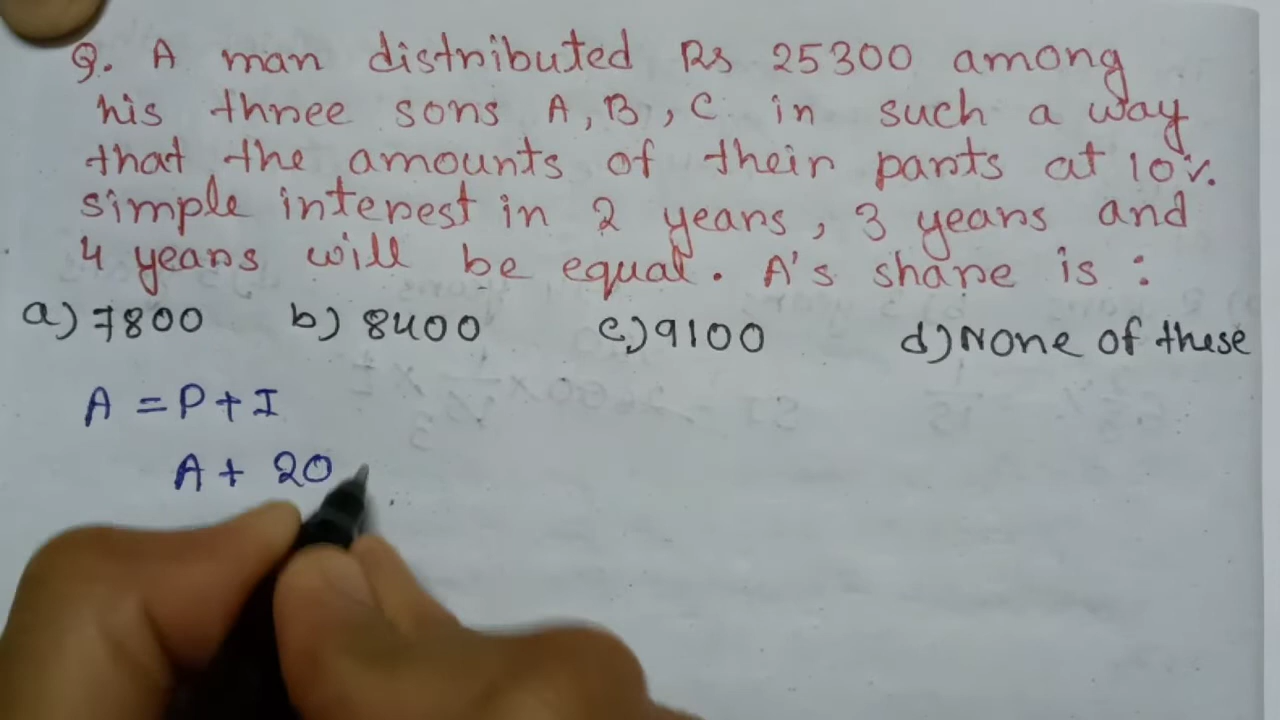 Q. A man distributed Rs 25300 among
his three sons A, B, C in such a way
that the amounts of their parts at 10%
simple interest in 2 years, 3 years and
4 years will be equal. A's share is :
a) 7800 b) 8400 c) 9100 d) None of these
A = P + I
A + 20